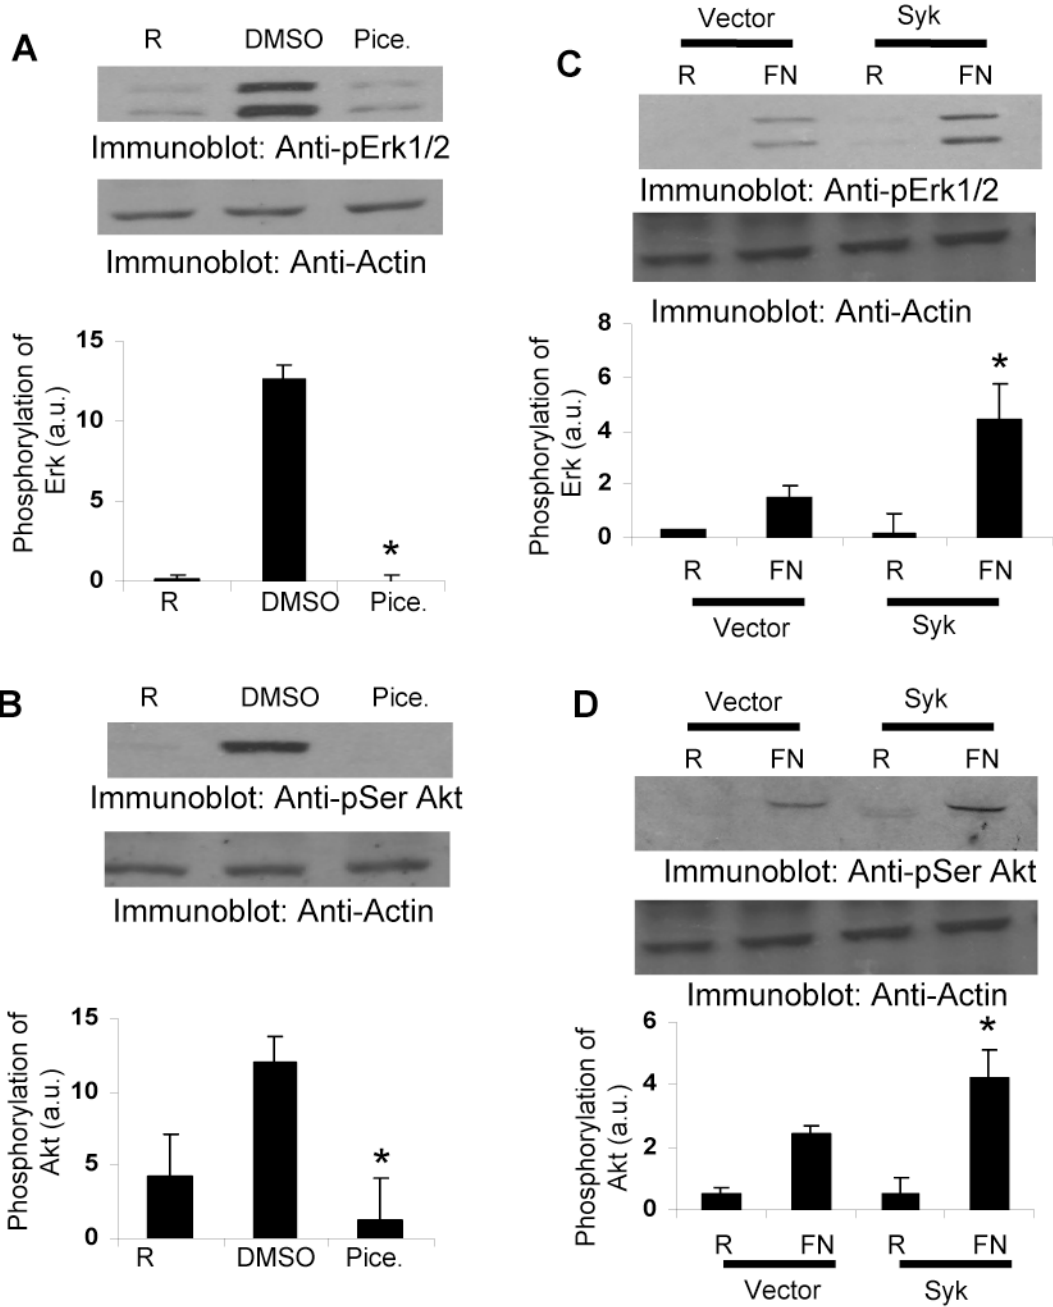 A
R DMSO Pice.
Immunoblot: Anti-pErk1/2
Immunoblot: Anti-Actin
Phosphorylation of
Erk (a.u.)
15
10
5
0
*
R DMSO Pice.
B
R DMSO Pice.
Immunoblot: Anti-pSer Akt
Immunoblot: Anti-Actin
Phosphorylation of
Akt (a.u.)
15
10
5
0
*
R DMSO Pice.
C
Vector Syk
R FN R FN
Immunoblot: Anti-pErk1/2
Immunoblot: Anti-Actin
Phosphorylation of
Erk (a.u.)
8
6
4
2
0
*
R FN R FN
Vector Syk
D
Vector Syk
R FN R FN
Immunoblot: Anti-pSer Akt
Immunoblot: Anti-Actin
Phosphorylation of
Akt (a.u.)
6
4
2
0
*
R FN R FN
Vector Syk